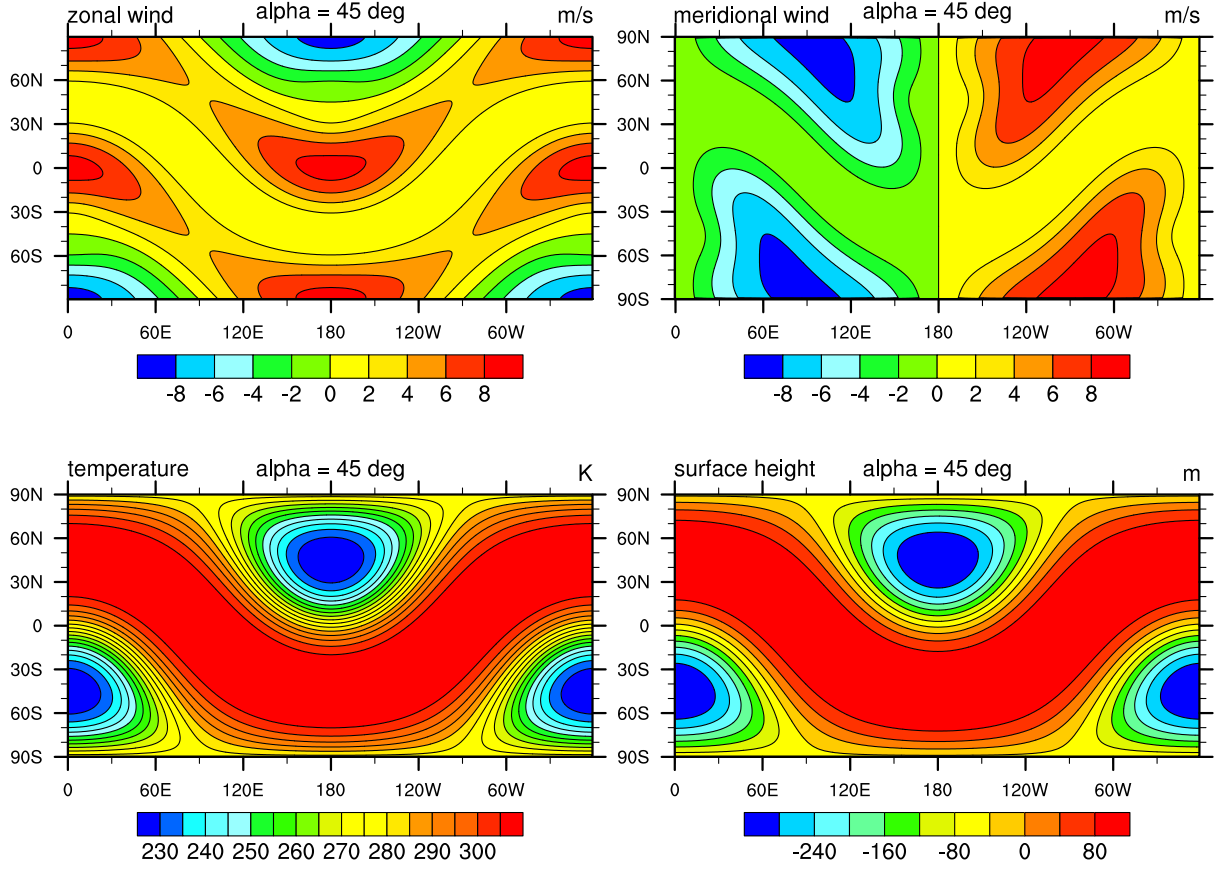 zonal wind alpha = 45 deg m/s
90N
60N
30N
0
30S
60S
90S
0 60E 120E 180 120W 60W
-8 -6 -4 -2 0 2 4 6 8
meridional wind alpha = 45 deg m/s
90N
60N
30N
0
30S
60S
90S
0 60E 120E 180 120W 60W
-8 -6 -4 -2 0 2 4 6 8
temperature alpha = 45 deg K
90N
60N
30N
0
30S
60S
90S
0 60E 120E 180 120W 60W
230 240 250 260 270 280 290 300
surface height alpha = 45 deg m
90N
60N
30N
0
30S
60S
90S
0 60E 120E 180 120W 60W
-240 -160 -80 0 80